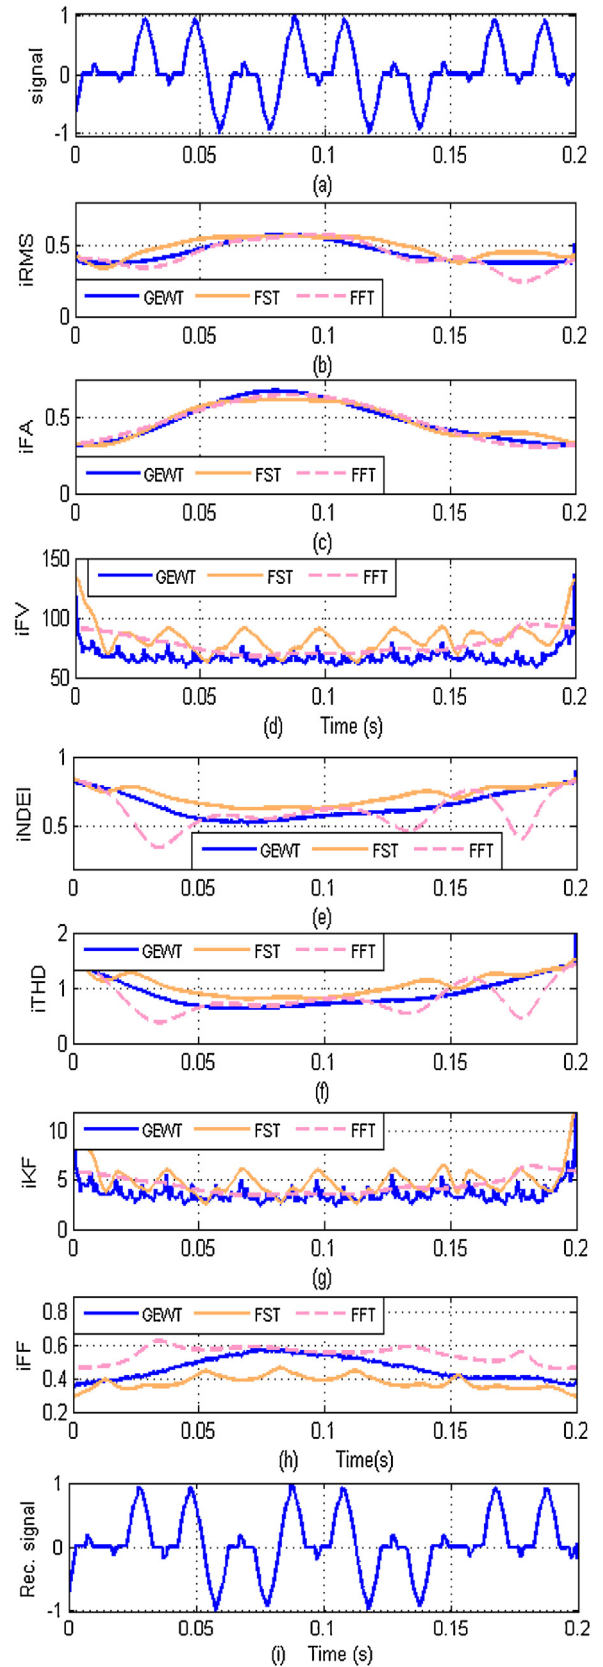 1
signal
0
-1
0 0.05 0.1 0.15 0.2
(a)
iRMS
0.5
0
GEWT FST FFT
0 0.05 0.1 0.15 0.2
(b)
iFA
0.5
0
GEWT FST FFT
0 0.05 0.1 0.15 0.2
(c)
150
GEWT FST FFT
iFV
100
50
0 0.05 0.1 0.15 0.2
(d) Time (s)
1
iNDEI
0.5
GEWT FST FFT
0 0.05 0.1 0.15 0.2
(e)
2
GEWT FST FFT
iTHD
1
0
0 0.05 0.1 0.15 0.2
(f)
10
GEWT FST FFT
iKF
5
0
0 0.05 0.1 0.15 0.2
(g)
0.8
GEWT FST FFT
iFF
0.6
0.4
0.2
0 0.05 0.1 0.15 0.2
(h) Time(s)
1
Rec. signal
0
-1
0 0.05 0.1 0.15 0.2
(i) Time (s)